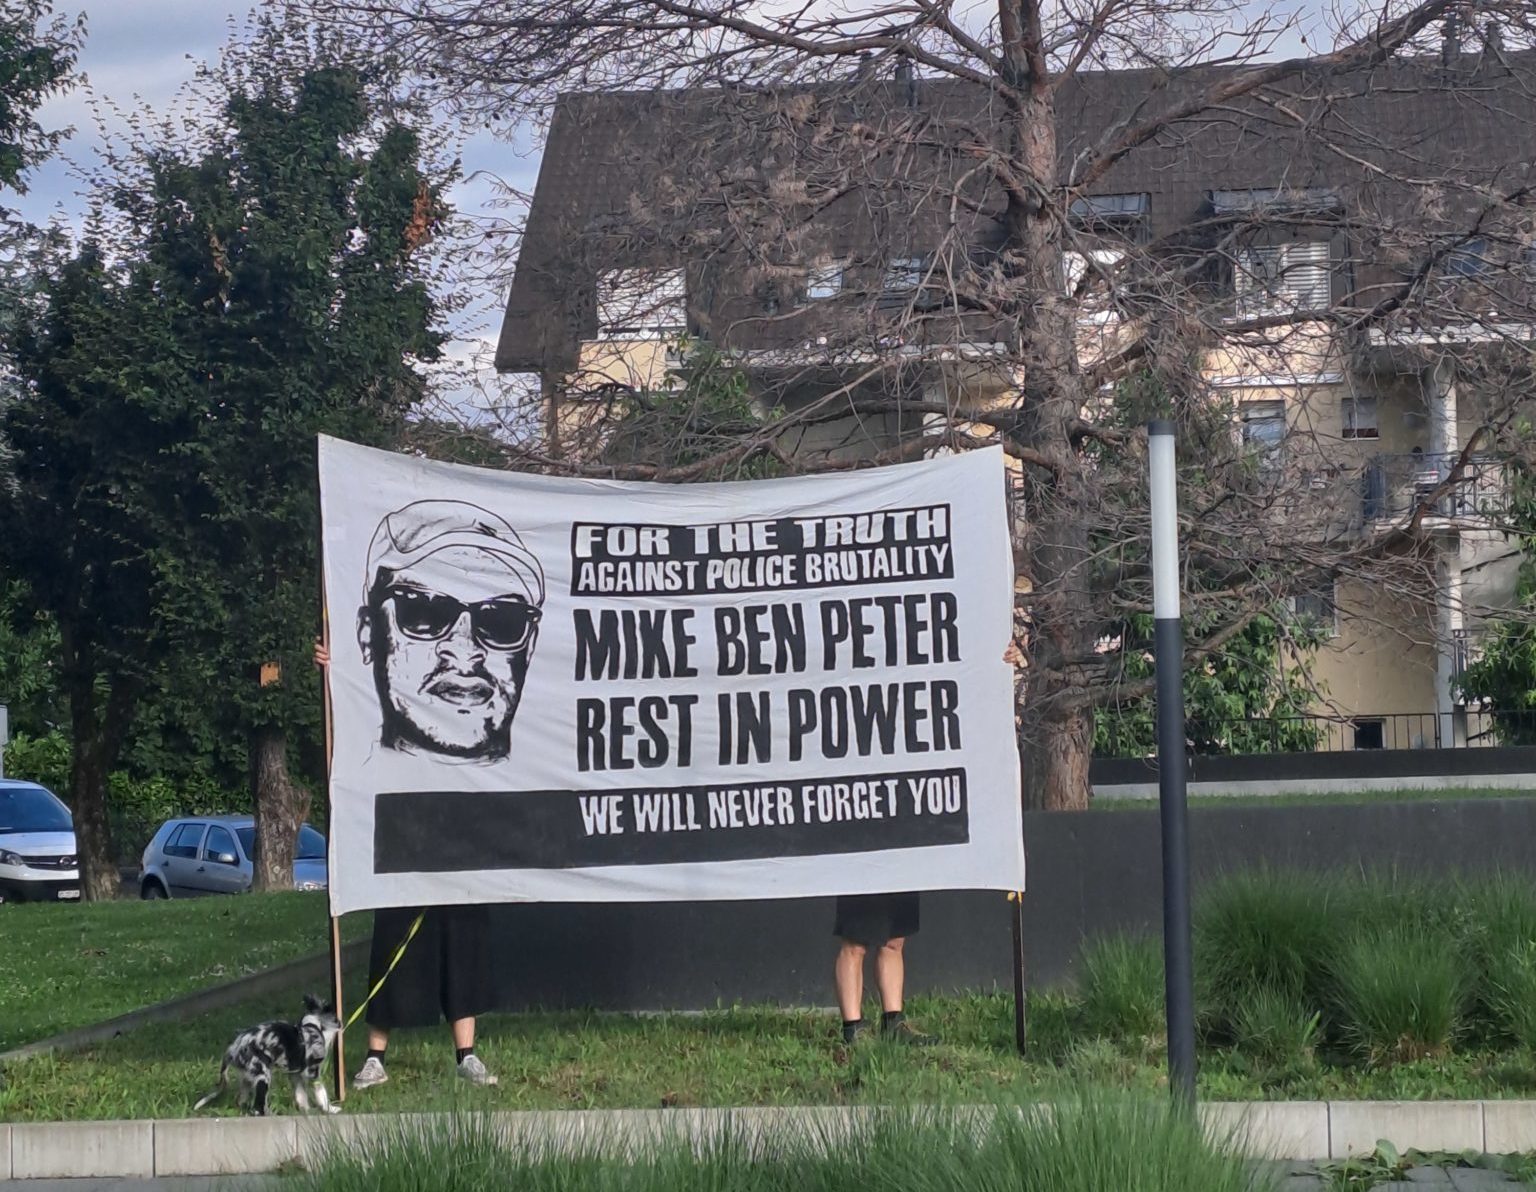 FOR THE TRUTH
AGAINST POLICE BRUTALITY
MIKE BEN PETER
REST IN POWER
WE WILL NEVER FORGET YOU